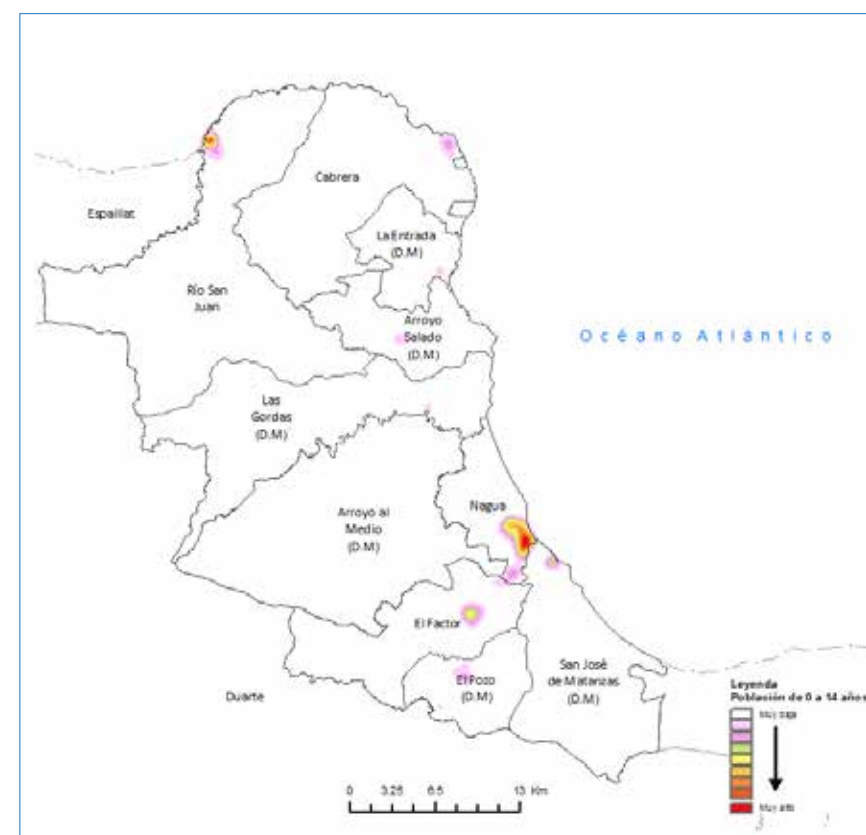 Cabrera
Espaillat
La Entrada
(D.M)
Río San
Juan
Arroyo
Salado
(D.M)
Océano Atlántico
Las
Gordas
(D.M)
Nagua
Arroyo al
Medio
(D.M)
El Factor
San José
de Matanzas
(D.M)
El Pozo
(D.M)
Duarte
Leyenda
Población de 0 a 14 años
Muy baja
Muy alto
0 3.25 6.5 13 Km